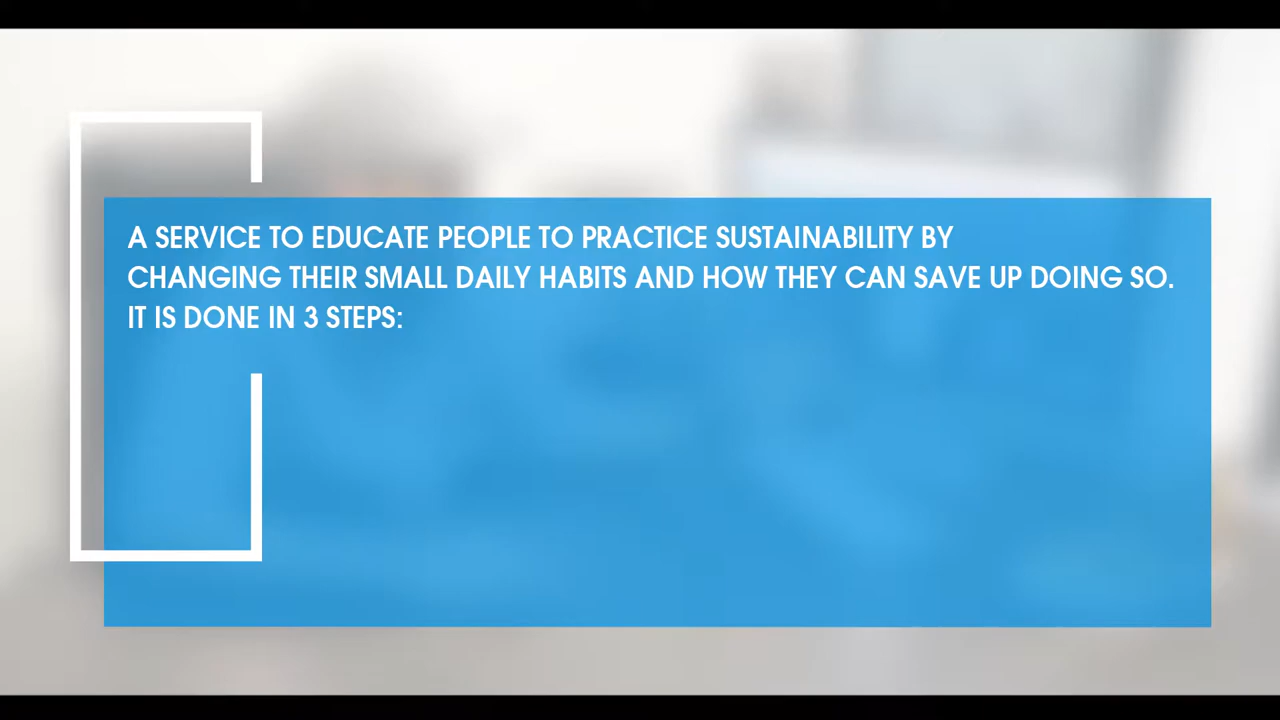 A SERVICE TO EDUCATE PEOPLE TO PRACTICE SUSTAINABILITY BY
CHANGING THEIR SMALL DAILY HABITS AND HOW THEY CAN SAVE UP DOING SO.
IT IS DONE IN 3 STEPS: